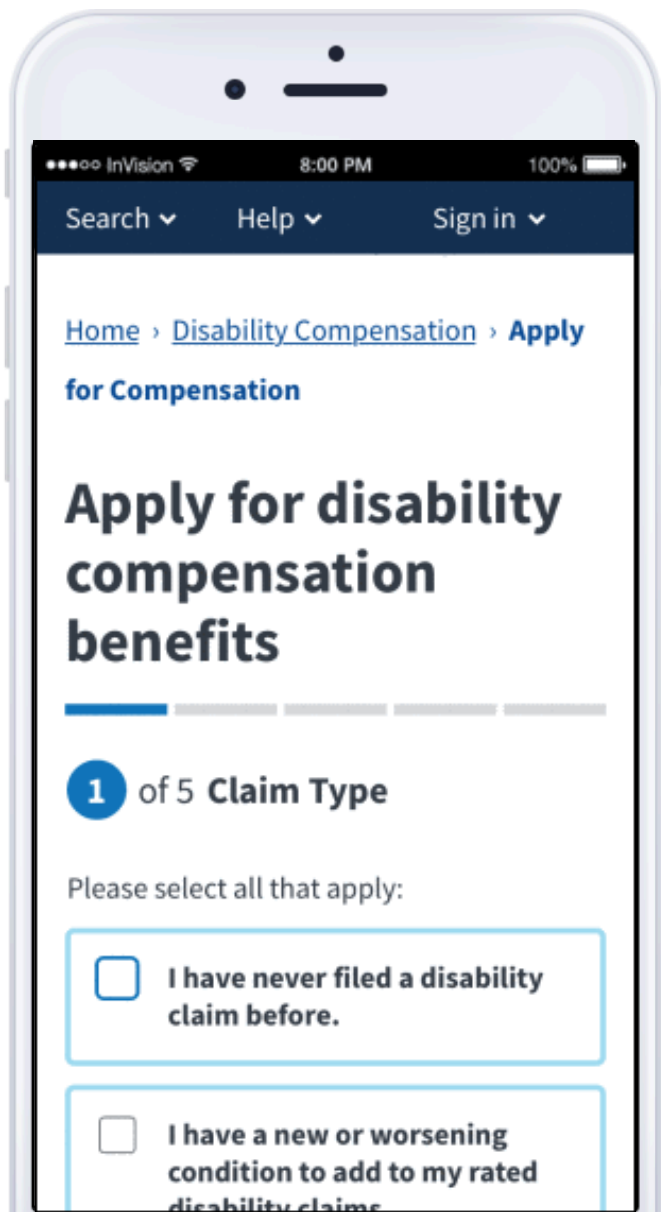 InVision 8:00 PM 100%
Search Help Sign in
Home › Disability Compensation › Apply
for Compensation
Apply for disability
compensation
benefits
1 of 5 Claim Type
Please select all that apply:
I have never filed a disability
claim before.
I have a new or worsening
condition to add to my rated
disability claims